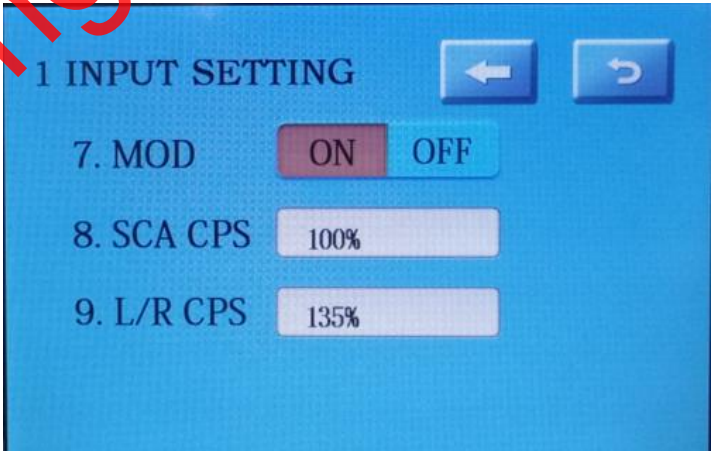 1 INPUT SETTING
7. MOD ON OFF
8. SCA CPS 100%
9. L/R CPS 135%